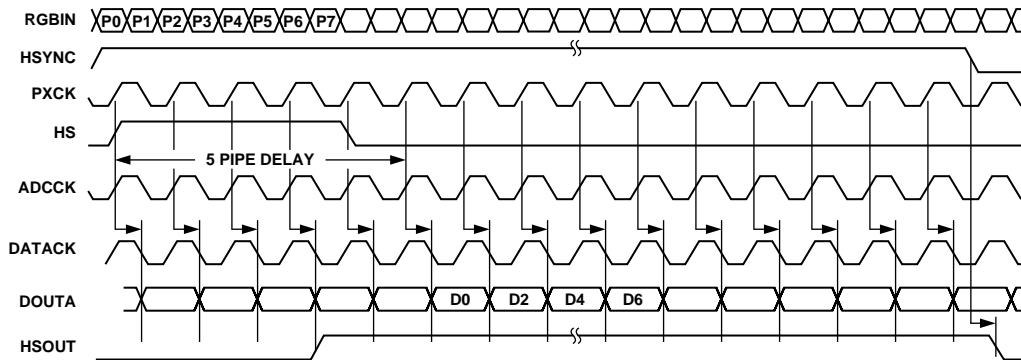 RGBIN P0 P1 P2 P3 P4 P5 P6 P7
HSYNC
PXCK
HS
5 PIPE DELAY
ADCCK
DATACK
DOUTA D0 D2 D4 D6
HSOUT